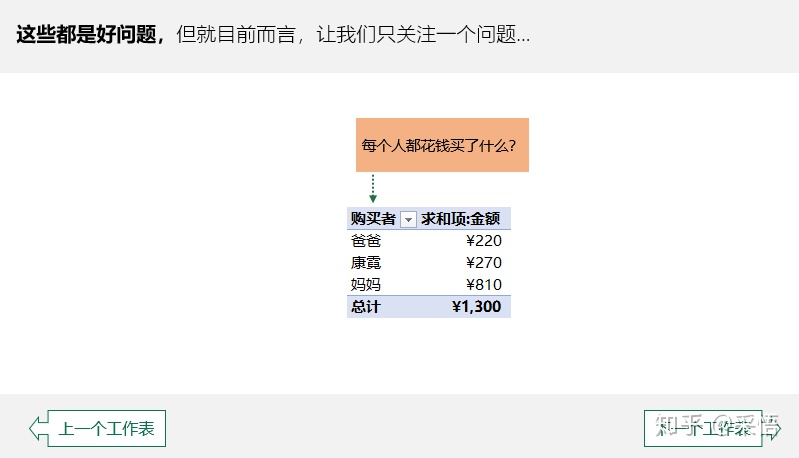 这些都是好问题，但就目前而言，让我们只关注一个问题...
每个人都花钱买了什么?
购买者 求和项:金额
爸爸 ¥220
康霓 ¥270
妈妈 ¥810
总计 ¥1,300
上一个工作表
下一个工作表
知乎 @采悟